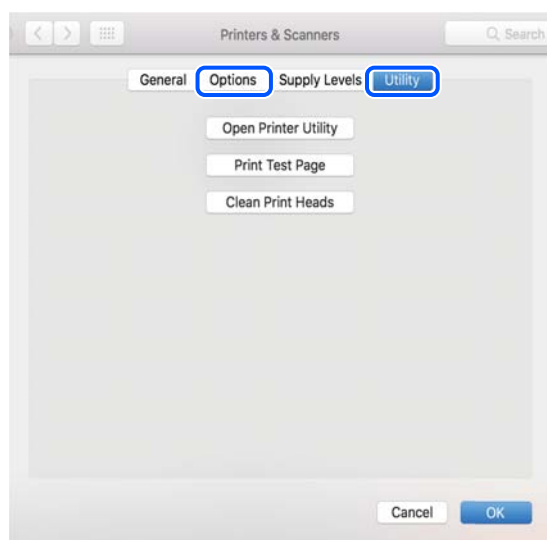 Printers & Scanners Search
General Options Supply Levels Utility
Open Printer Utility
Print Test Page
Clean Print Heads
Cancel OK